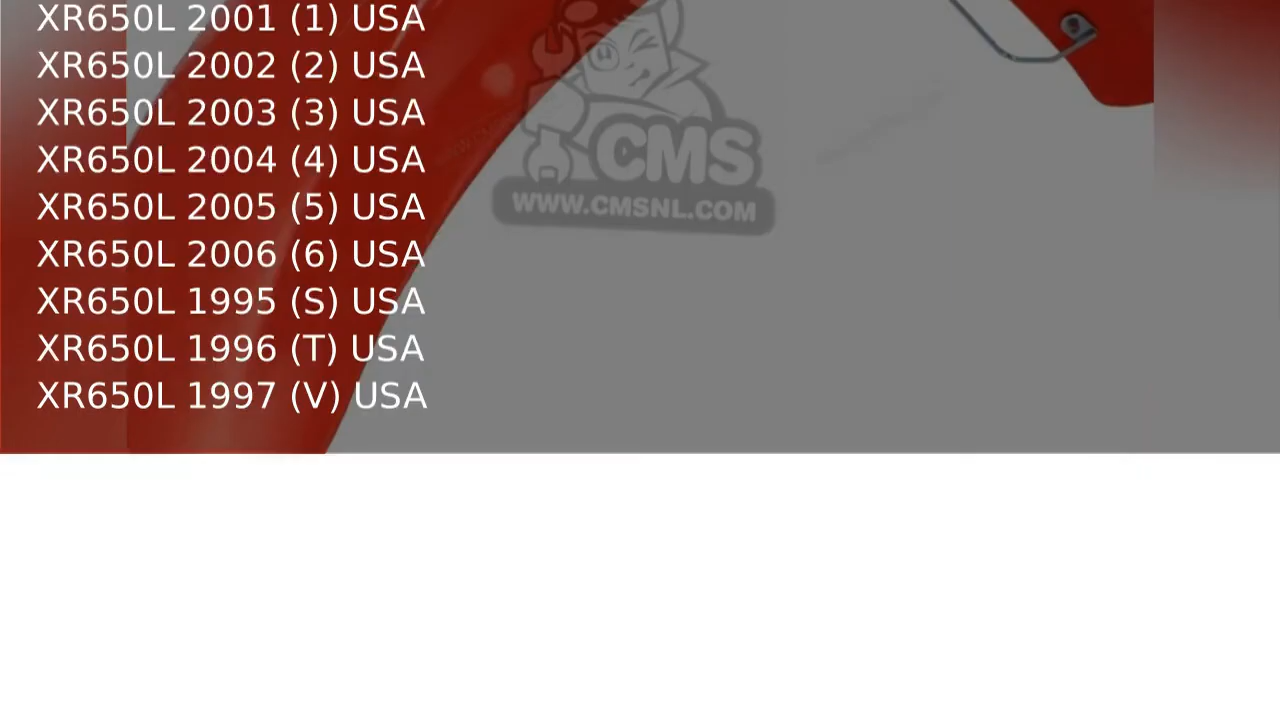 XR650L 2001 (1) USA
XR650L 2002 (2) USA
XR650L 2003 (3) USA
XR650L 2004 (4) USA
XR650L 2005 (5) USA
XR650L 2006 (6) USA
XR650L 1995 (S) USA
XR650L 1996 (T) USA
XR650L 1997 (V) USA
CMS
WWW.CMSNL.COM